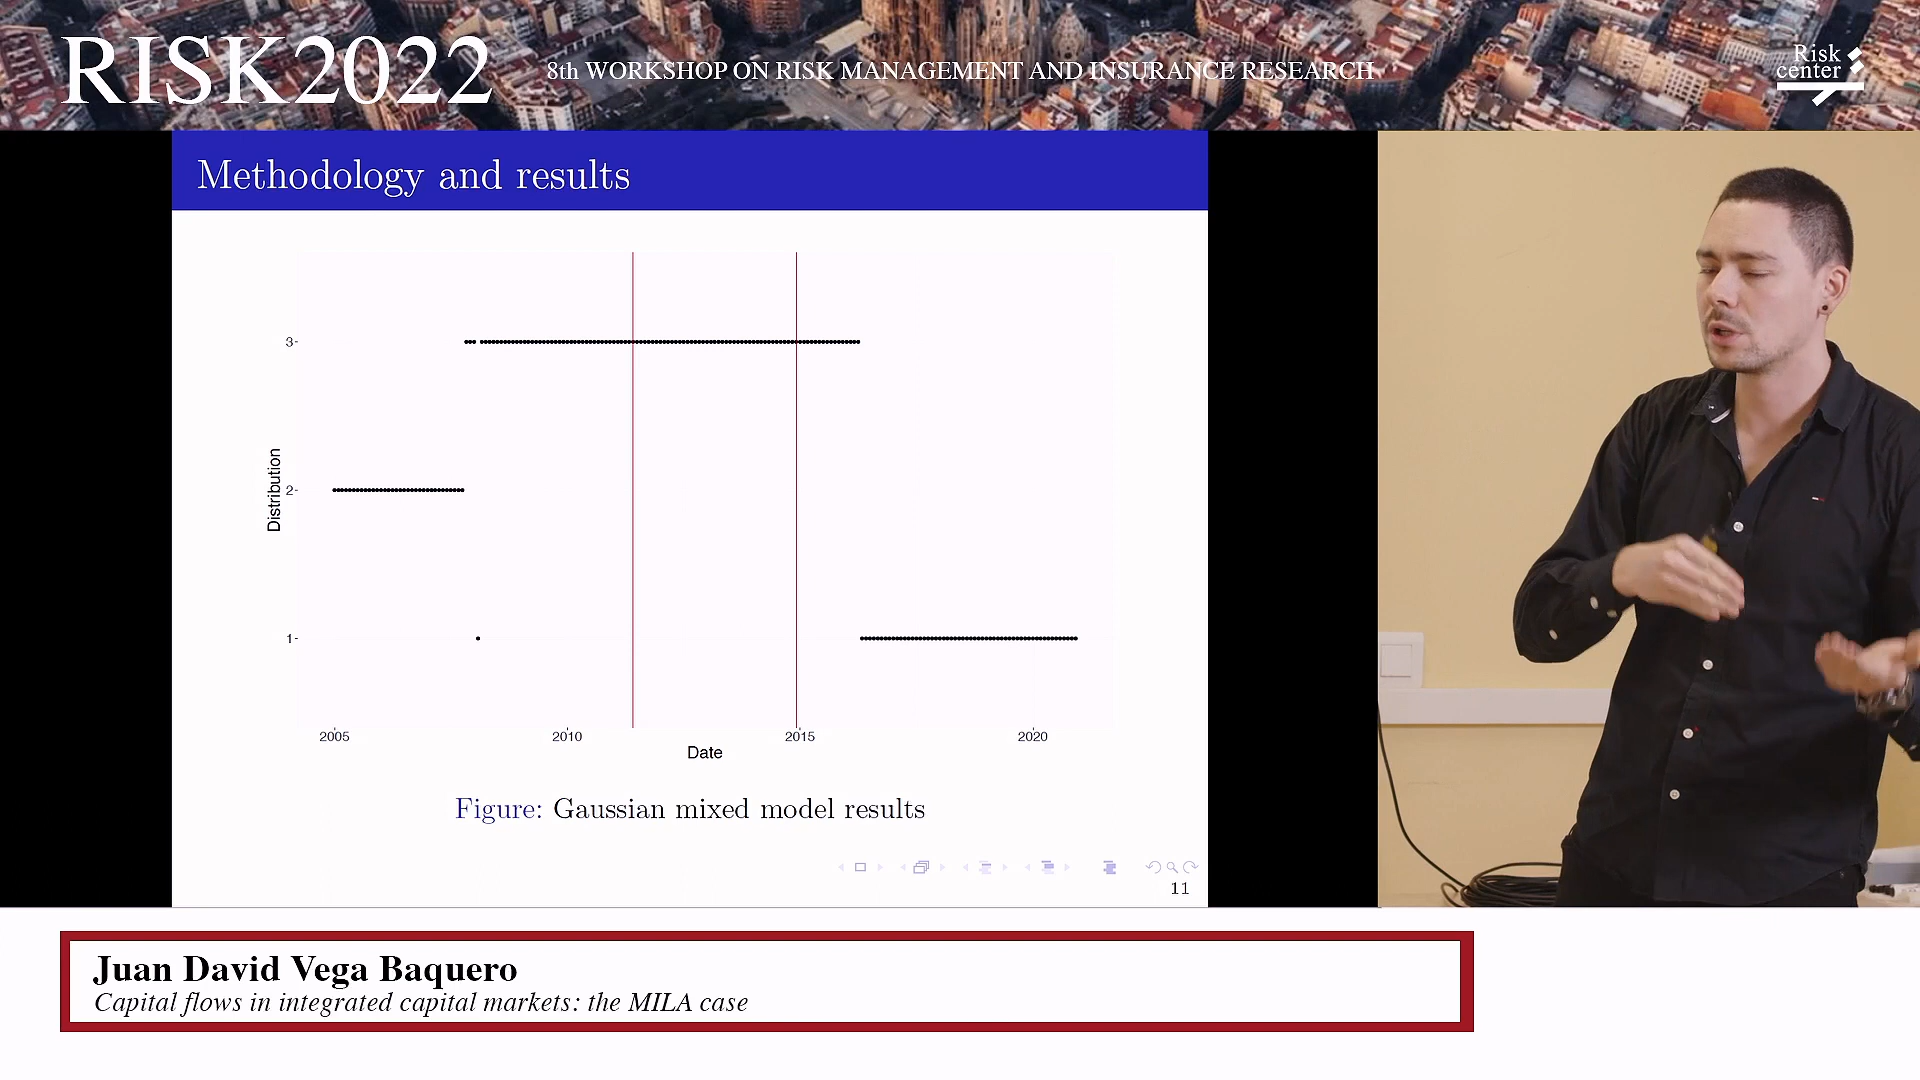 RISK2022
8th WORKSHOP ON RISK MANAGEMENT AND INSURANCE RESEARCH
Risk
center
Methodology and results
3
2
1
Distribution
2005 2010 2015 2020
Date
Figure: Gaussian mixed model results
11
Juan David Vega Baquero
Capital flows in integrated capital markets: the MILA case